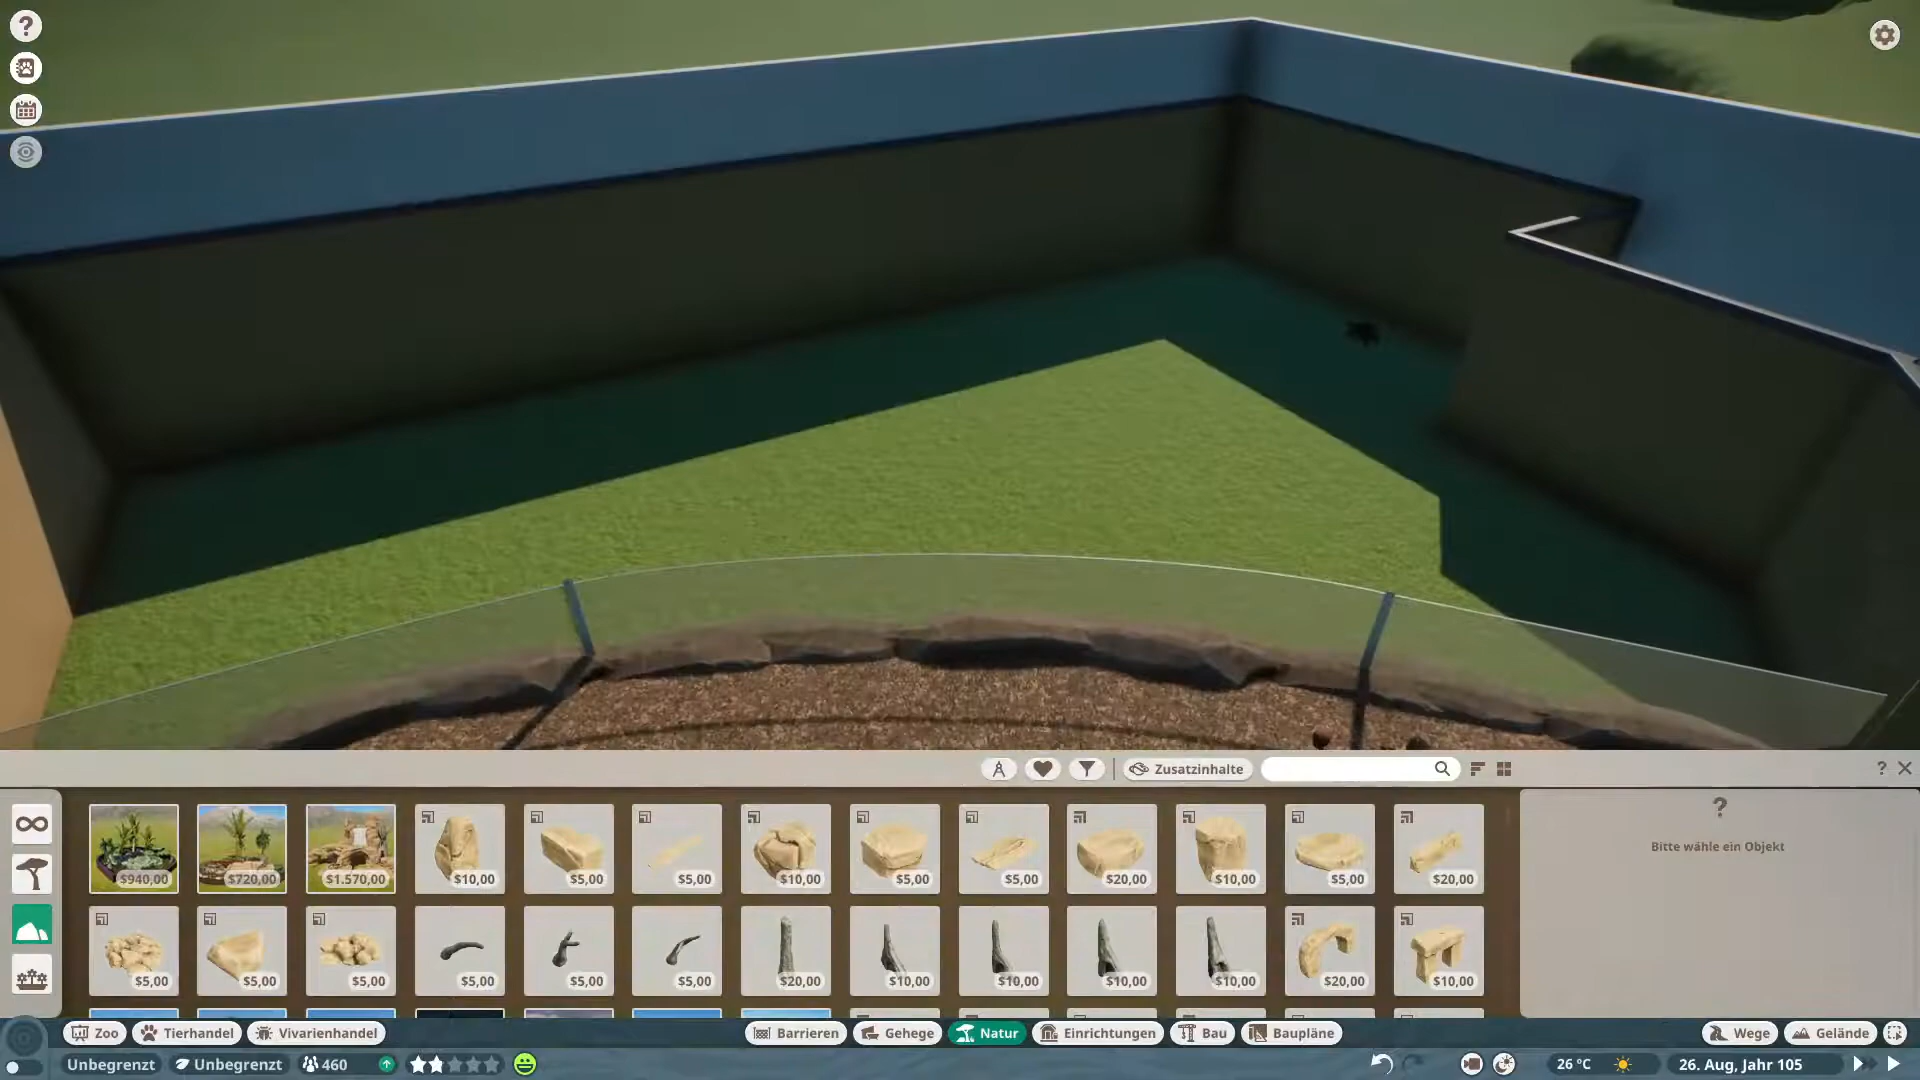 Zusatzinhalte
$940,00
$720,00
$1.570,00
$10,00
$5,00
$5,00
$10,00
$5,00
$5,00
$20,00
$10,00
$5,00
$20,00
$5,00
$5,00
$5,00
$5,00
$5,00
$5,00
$20,00
$10,00
$10,00
$10,00
$10,00
$20,00
$10,00
?
Bitte wähle ein Objekt
Zoo
Tierhandel
Vivarienhandel
Barrieren
Gehege
Natur
Einrichtungen
Bau
Baupläne
Wege
Gelände
Unbegrenzt
Unbegrenzt
460
26 °C
26. Aug, Jahr 105